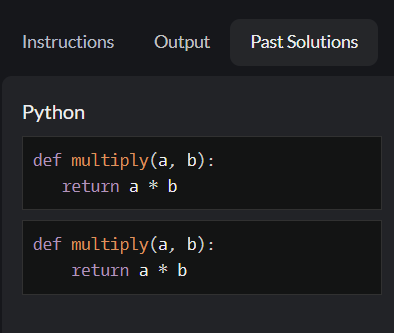 Instructions Output Past Solutions
Python
def multiply(a, b):
   return a * b
def multiply(a, b):
    return a * b